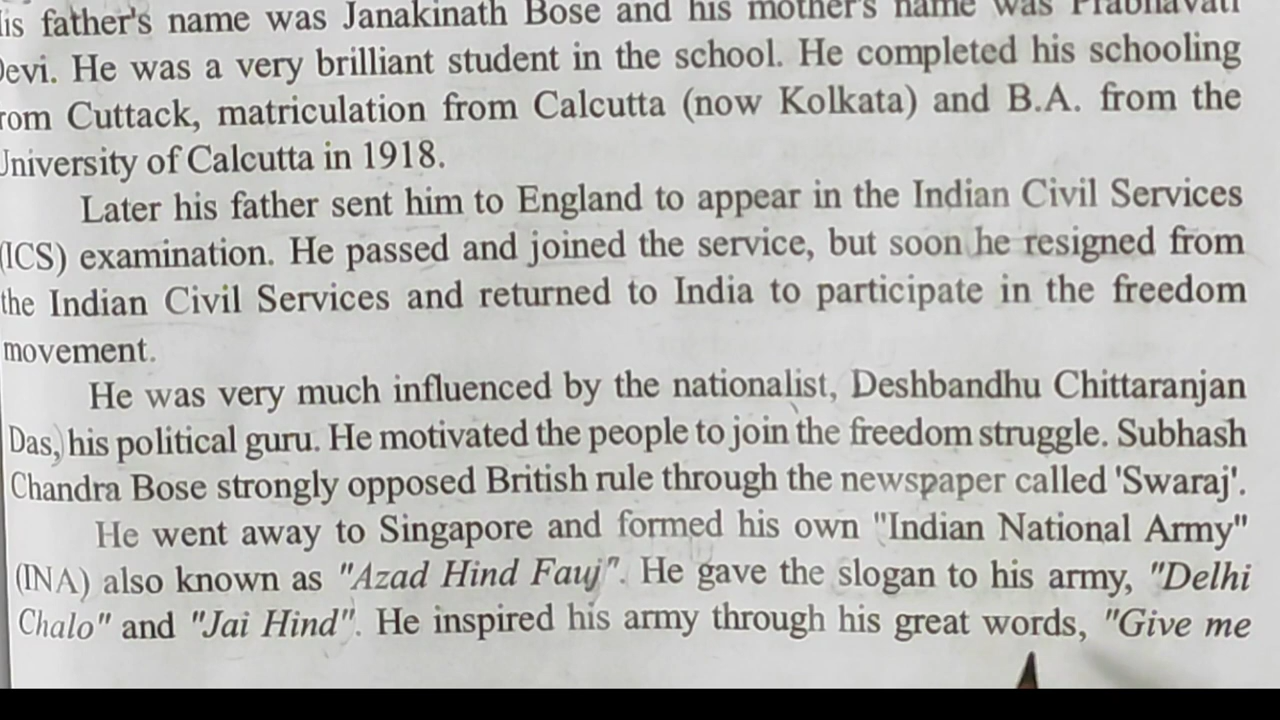 is father's name was Janakinath Bose and his mother's name was Prabhavati
Devi. He was a very brilliant student in the school. He completed his schooling
rom Cuttack, matriculation from Calcutta (now Kolkata) and B.A. from the
University of Calcutta in 1918.
Later his father sent him to England to appear in the Indian Civil Services
(ICS) examination. He passed and joined the service, but soon he resigned from
the Indian Civil Services and returned to India to participate in the freedom
movement.
He was very much influenced by the nationalist, Deshbandhu Chittaranjan
Das, his political guru. He motivated the people to join the freedom struggle. Subhash
Chandra Bose strongly opposed British rule through the newspaper called 'Swaraj'.
He went away to Singapore and formed his own "Indian National Army"
(INA) also known as "Azad Hind Fauj". He gave the slogan to his army, "Delhi
Chalo" and "Jai Hind". He inspired his army through his great words, "Give me